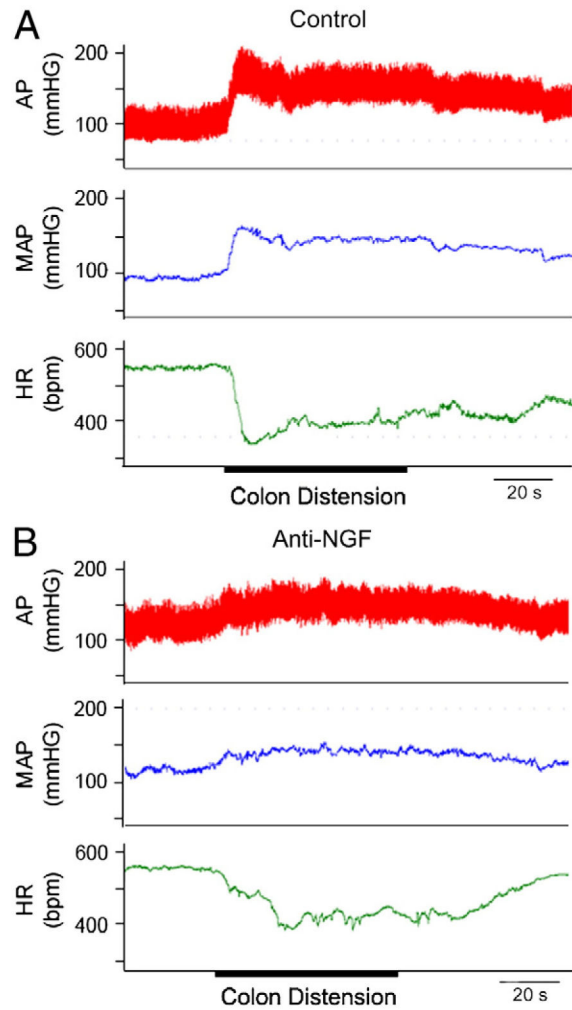 A
Control
AP
(mmHG)
200
100
MAP
(mmHG)
200
100
HR
(bpm)
600
400
Colon Distension
20 s
B
Anti-NGF
AP
(mmHG)
200
100
MAP
(mmHG)
200
100
HR
(bpm)
600
400
Colon Distension
20 s